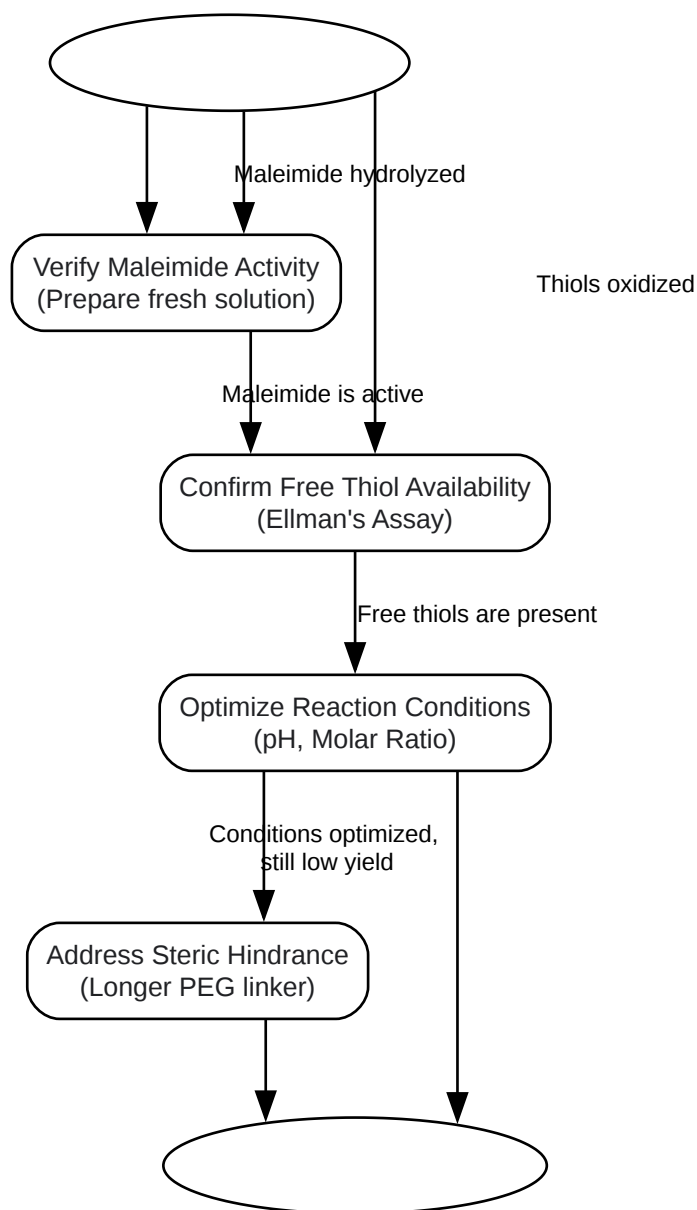 Maleimide hydrolyzed
Verify Maleimide Activity
(Prepare fresh solution)
Thiols oxidized
Maleimide is active
Confirm Free Thiol Availability
(Ellman's Assay)
Free thiols are present
Optimize Reaction Conditions
(pH, Molar Ratio)
Conditions optimized,
still low yield
Address Steric Hindrance
(Longer PEG linker)